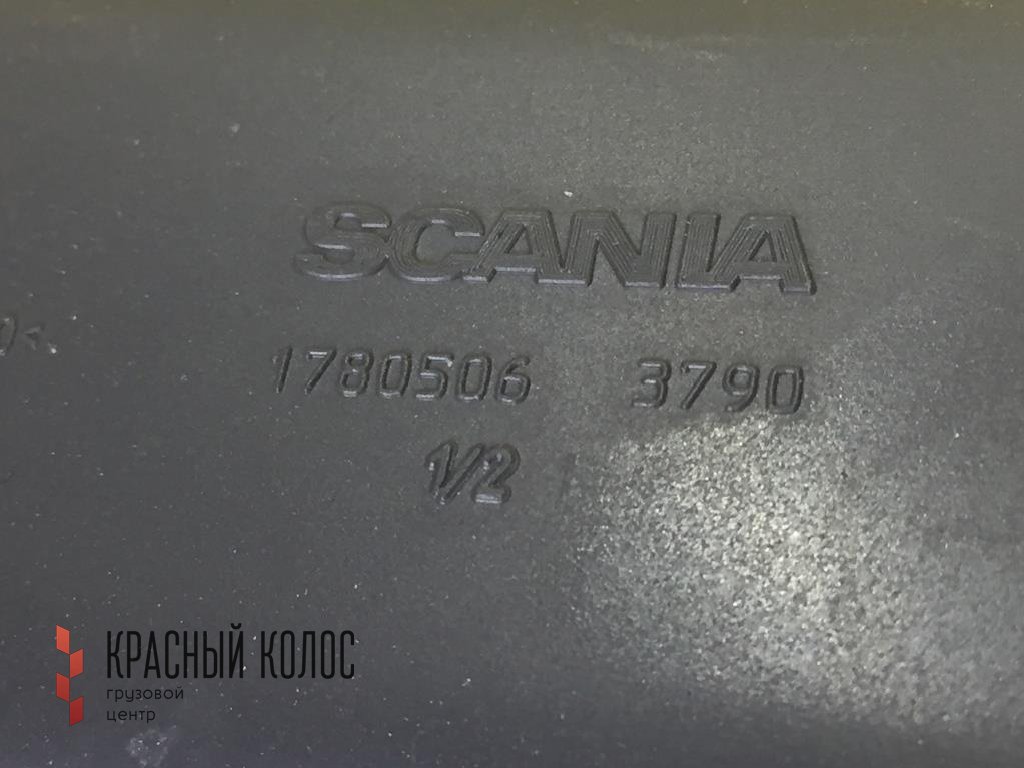 SCANIA
1780506 3790
1/2
КРАСНЫЙ КОЛОС
грузовой
центр